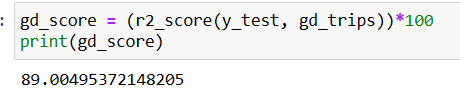 : gd_score = (r2_score(y_test, gd_trips))*100
print(gd_score)
89.00495372148205